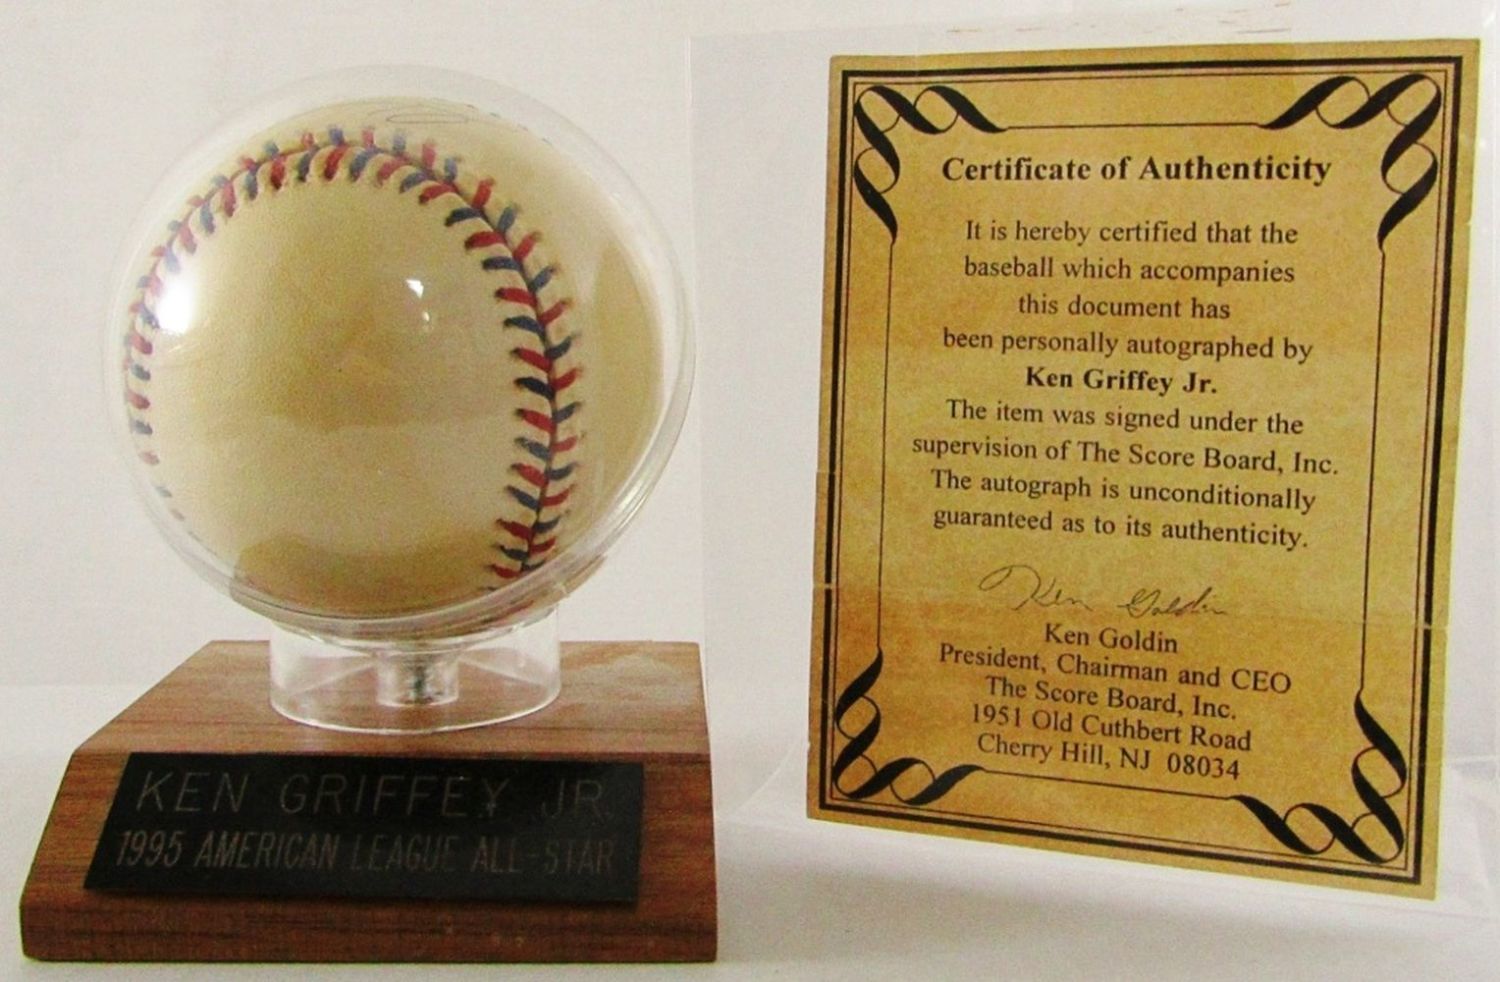 KEN GRIFFEY JR.
1995 AMERICAN LEAGUE ALL-STAR
Certificate of Authenticity
It is hereby certified that the
baseball which accompanies
this document has
been personally autographed by
Ken Griffey Jr.
The item was signed under the
supervision of The Score Board, Inc.
The autograph is unconditionally
guaranteed as to its authenticity.
Ken Goldin
Ken Goldin
President, Chairman and CEO
The Score Board, Inc.
1951 Old Cuthbert Road
Cherry Hill, NJ 08034